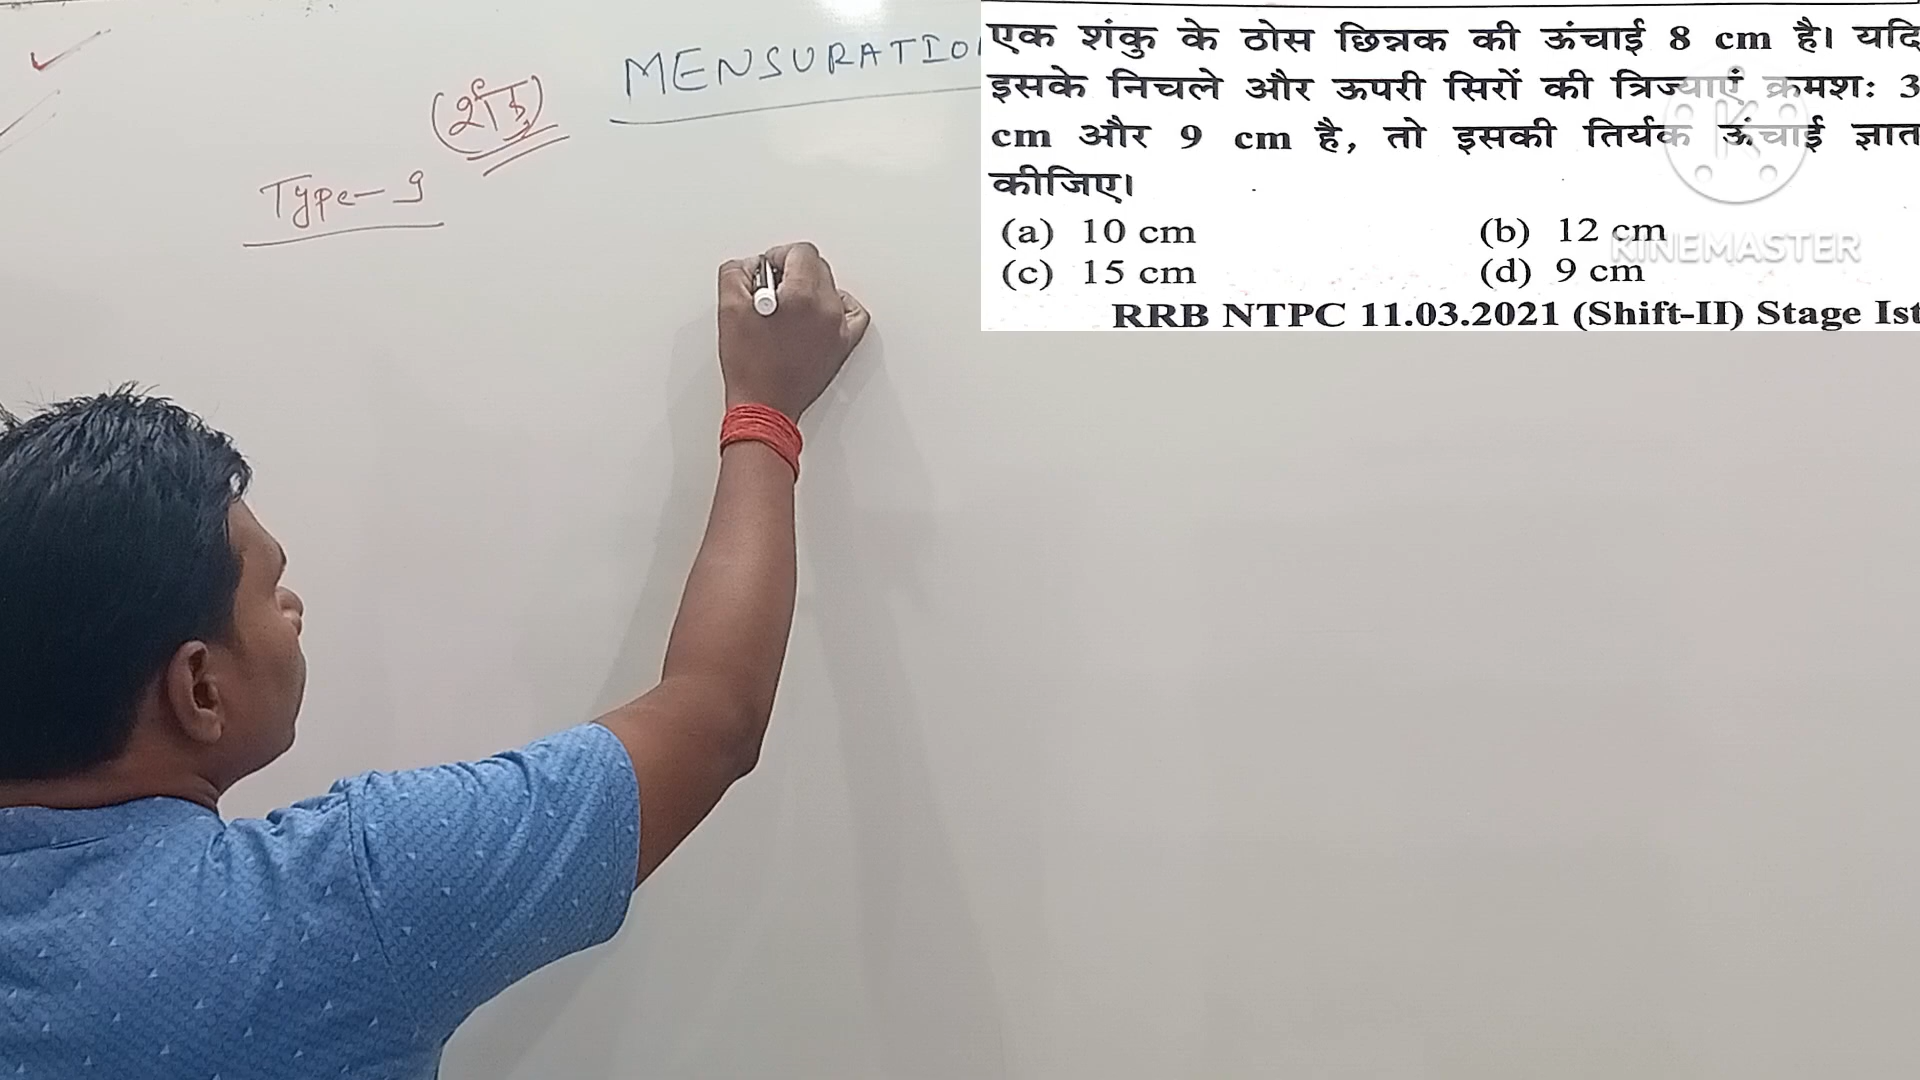 MENSURATIO
(शंकु)
Type-9
एक शंकु के ठोस छिन्नक की ऊंचाई 8 cm है। यदि
इसके निचले और ऊपरी सिरों की त्रिज्याएं क्रमशः 3
cm और 9 cm है, तो इसकी तिर्यक ऊंचाई ज्ञात
कीजिए।
(a) 10 cm (b) 12 cm
(c) 15 cm (d) 9 cm
RRB NTPC 11.03.2021 (Shift-II) Stage Ist
KINEMASTER